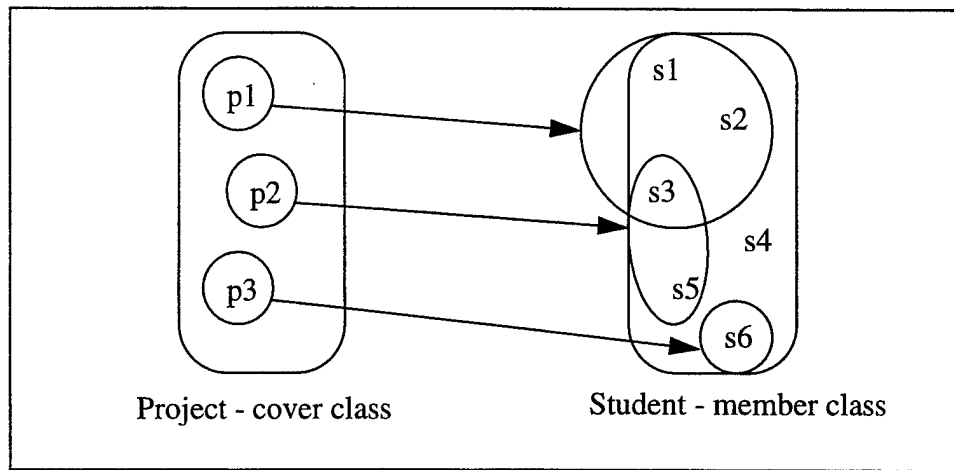 p1
p2
p3
s1
s2
s3
s4
s5
s6
Project - cover class
Student - member class